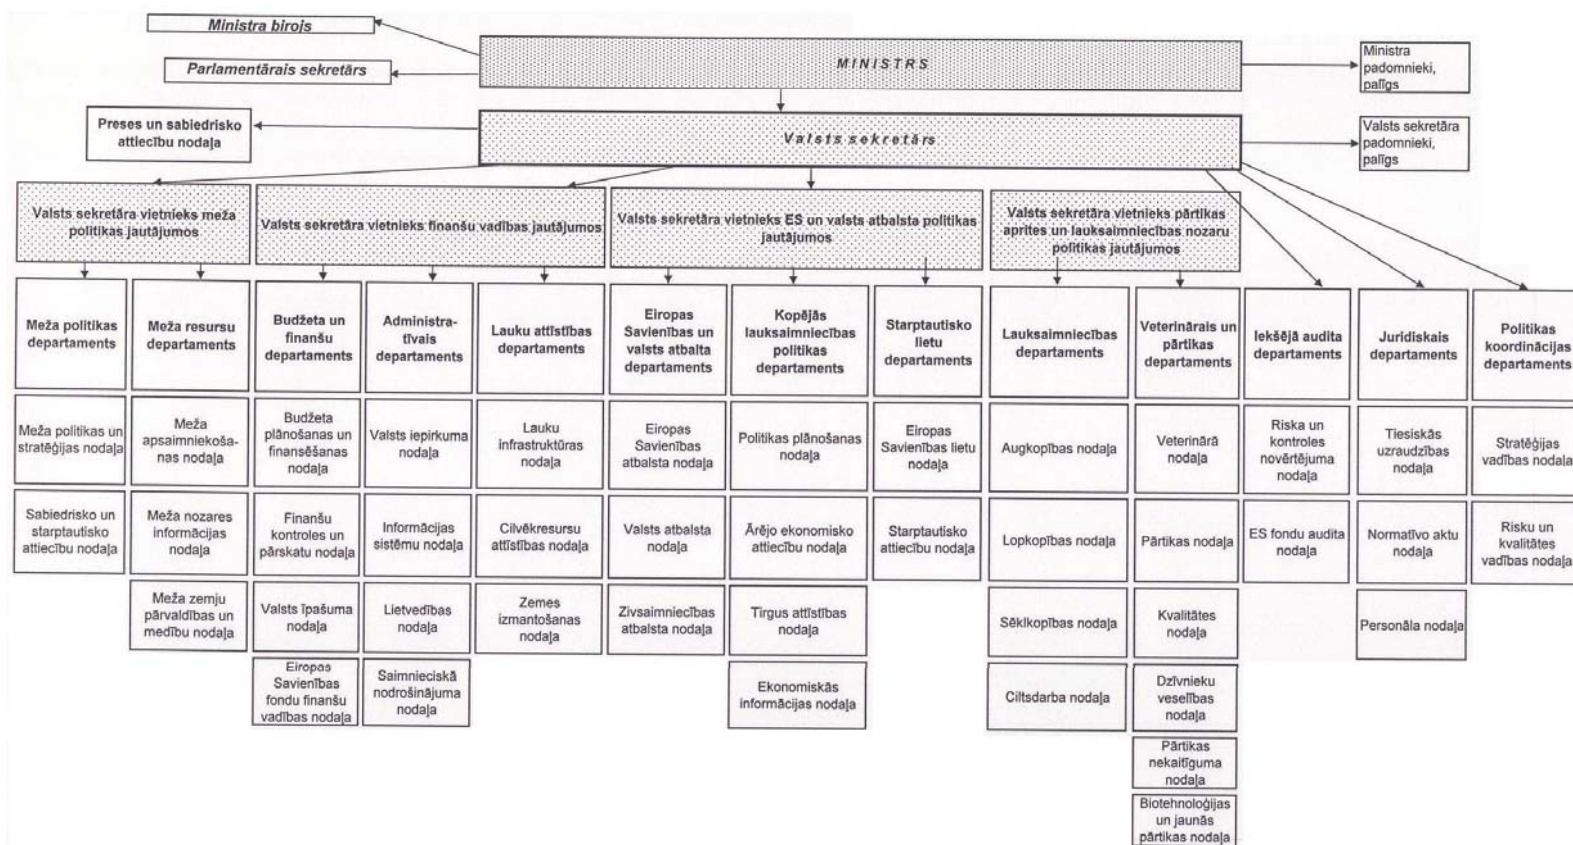 Ministra birojs
Parlamentārais sekretārs
MINISTRS
Ministra
padomnieki,
palīgs
Preses un sabiedrisko
attiecību nodaļa
Valsts sekretārs
Valsts sekretāra
padomnieki,
palīgs
Valsts sekretāra vietnieks meža
politikas jautājumos
Valsts sekretāra vietnieks finanšu vadības jautājumos
Valsts sekretāra vietnieks ES un valsts atbalsta politikas
jautājumos
Valsts sekretāra vietnieks pārtikas
aprites un lauksaimniecības nozaru
politikas jautājumos
Meža politikas
departaments
Meža resursu
departaments
Budžeta un
finanšu
departaments
Administra-
tīvais
departaments
Lauku attīstības
departaments
Eiropas
Savienības un
valsts atbalta
departaments
Kopējās
lauksaimniecības
politikas
departaments
Starptautisko
lietu
departaments
Lauksaimniecības
departaments
Veterinārais un
pārtikas
departaments
Iekšējā audita
departaments
Juridiskais
departaments
Politikas
koordinācijas
departaments
Meža politikas un
stratēģijas nodaļa
Meža
apsaimniekoša-
nas nodaļa
Budžeta
plānošanas un
finansēšanas
nodaļa
Valsts iepirkuma
nodaļa
Lauku
infrastruktūras
nodaļa
Eiropas
Savienības
atbalsta nodaļa
Politikas plānošanas
nodaļa
Eiropas
Savienības lietu
nodaļa
Augkopības nodaļa
Veterinārā
nodaļa
Riska un
kontroles
novērtējuma
nodaļa
Tiesiskās
uzraudzības
nodaļa
Stratēģijas
vadības nodaļa
Sabiedrisko un
starptautisko
attiecību nodaļa
Meža nozares
informācijas
nodaļa
Finanšu
kontroles un
pārskatu nodaļa
Informācijas
sistēmu nodaļa
Cilvēkresursu
attīstības nodaļa
Valsts atbalsta
nodaļa
Ārējo ekonomisko
attiecību nodaļa
Starptautisko
attiecību nodaļa
Lopkopības nodaļa
Pārtikas nodaļa
ES fondu audita
nodaļa
Normatīvo aktu
nodaļa
Risku un
kvalitātes
vadības nodaļa
Meža zemju
pārvaldības un
medību nodaļa
Valsts īpašuma
nodaļa
Lietvedības
nodaļa
Zemes
izmantošanas
nodaļa
Zivsaimniecības
atbalsta nodaļa
Tirgus attīstības
nodaļa
Sēklkopības nodaļa
Kvalitātes
nodaļa
Personāla nodaļa
Eiropas
Savienības
fondu finanšu
vadības nodaļa
Saimnieciskā
nodrošinājuma
nodaļa
Ekonomiskās
informācijas nodaļa
Ciltsdarba nodaļa
Dzīvnieku
veselības
nodaļa
Pārtikas
nekaitīguma
nodaļa
Biotehnoloģijas
un jaunās
pārtikas nodaļa